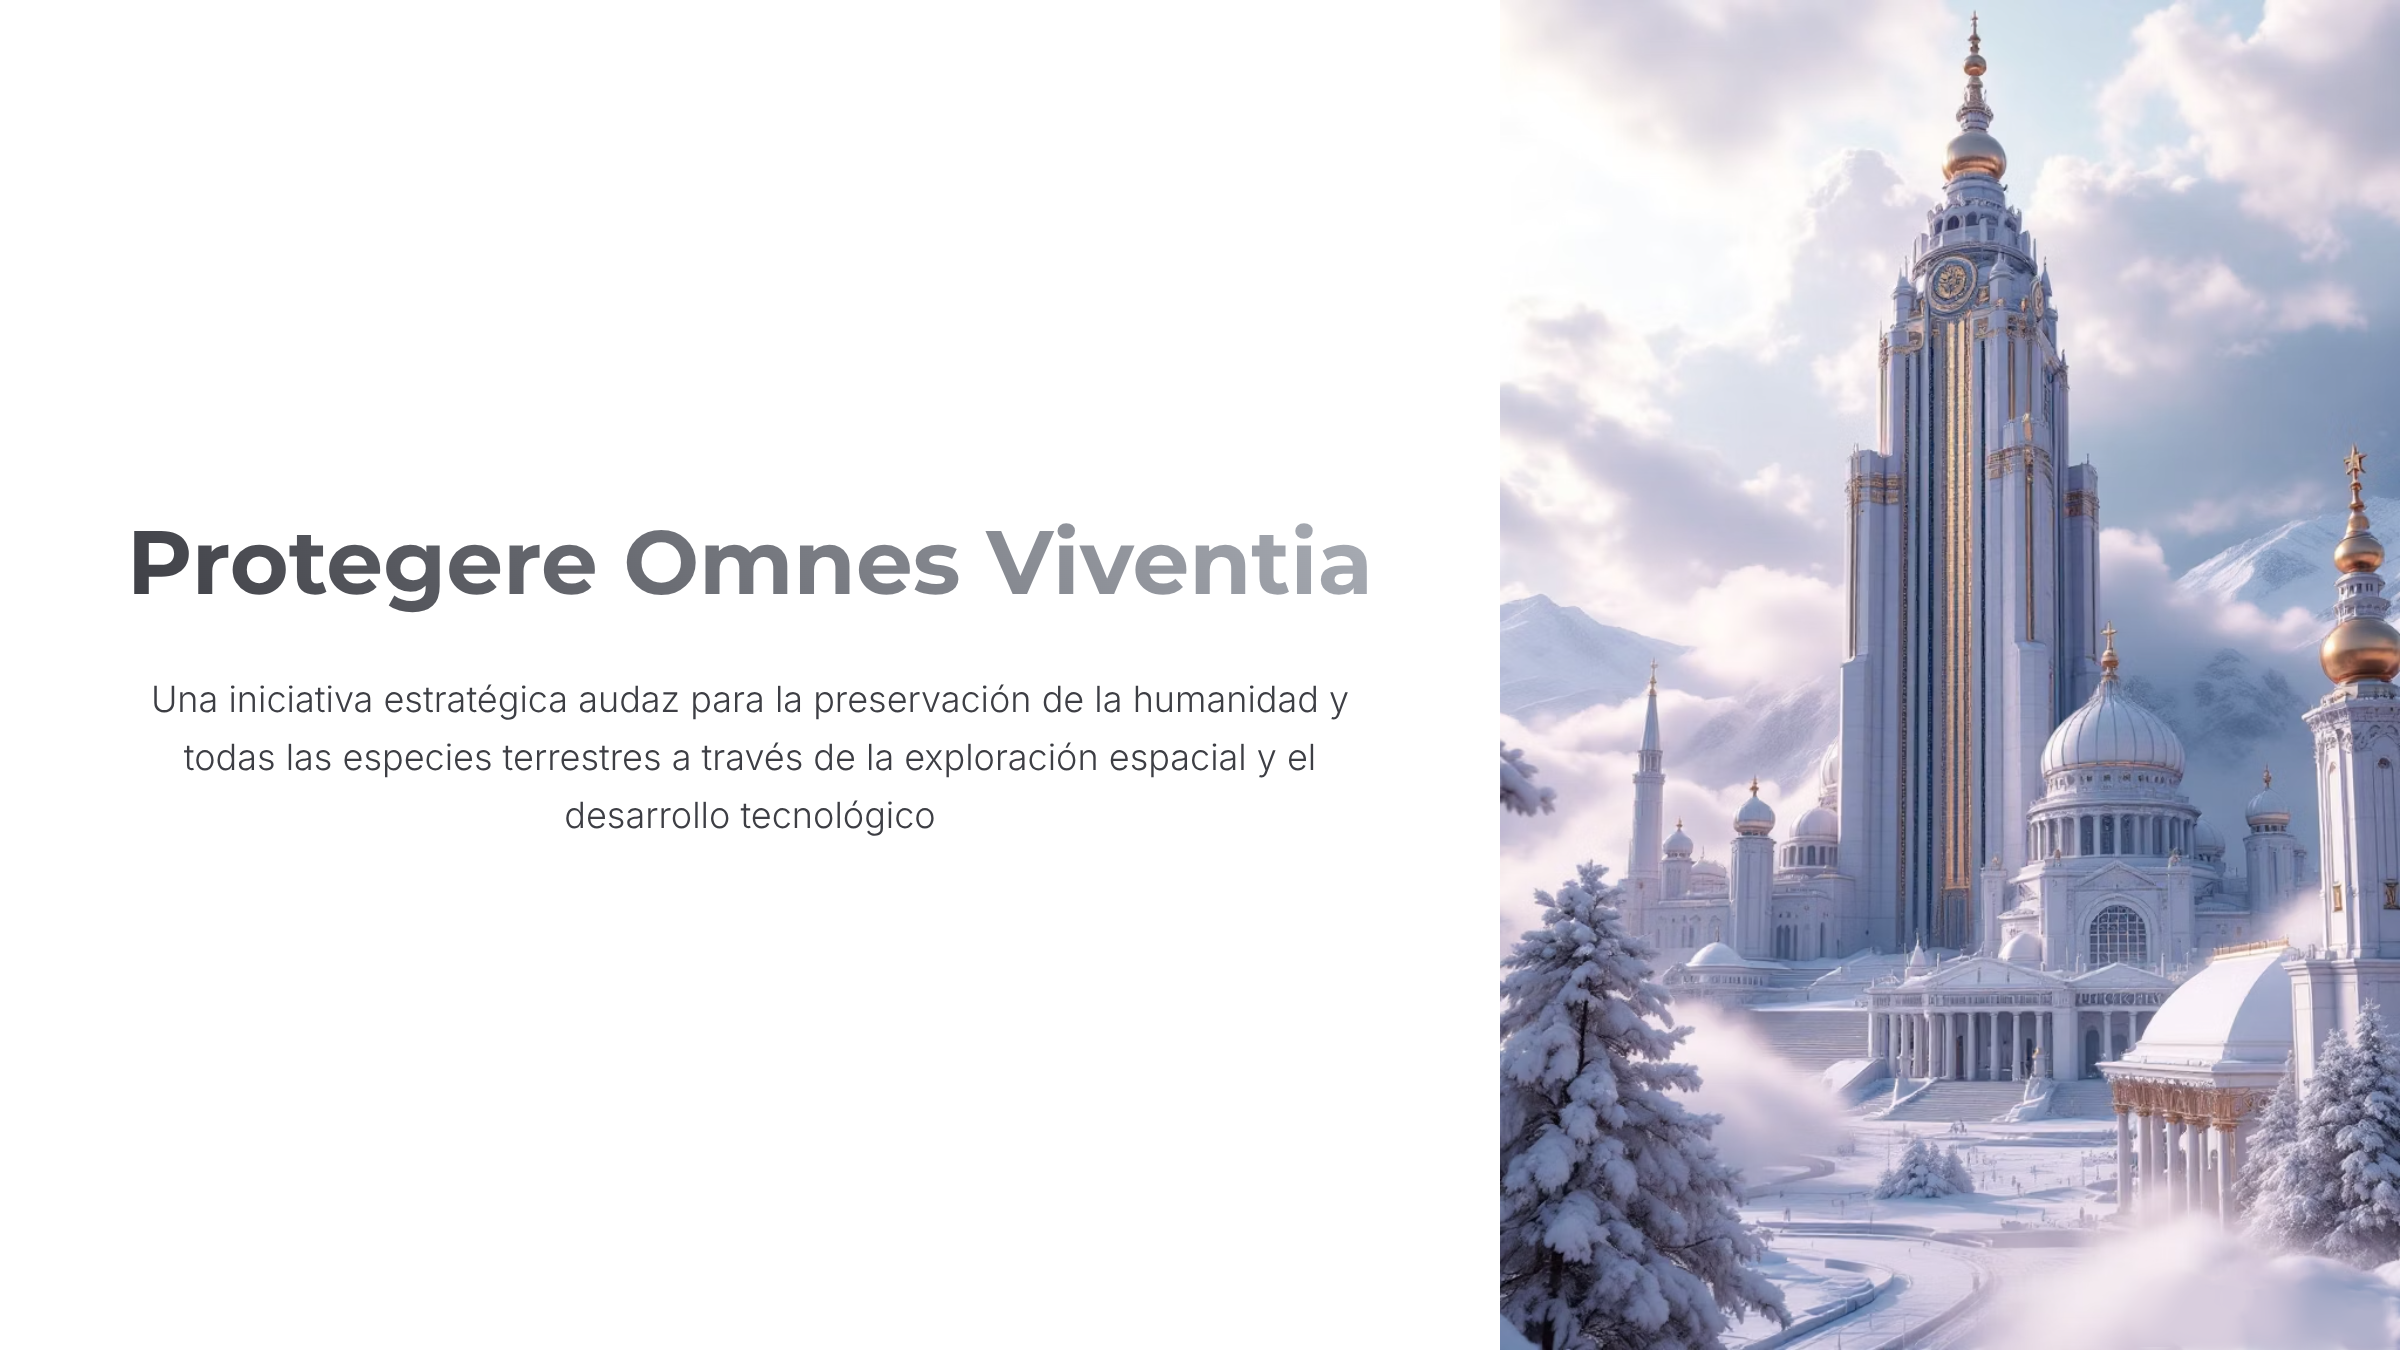 Protegere Omnes Viventia
Una iniciativa estratégica audaz para la preservación de la humanidad y
todas las especies terrestres a través de la exploración espacial y el
desarrollo tecnológico